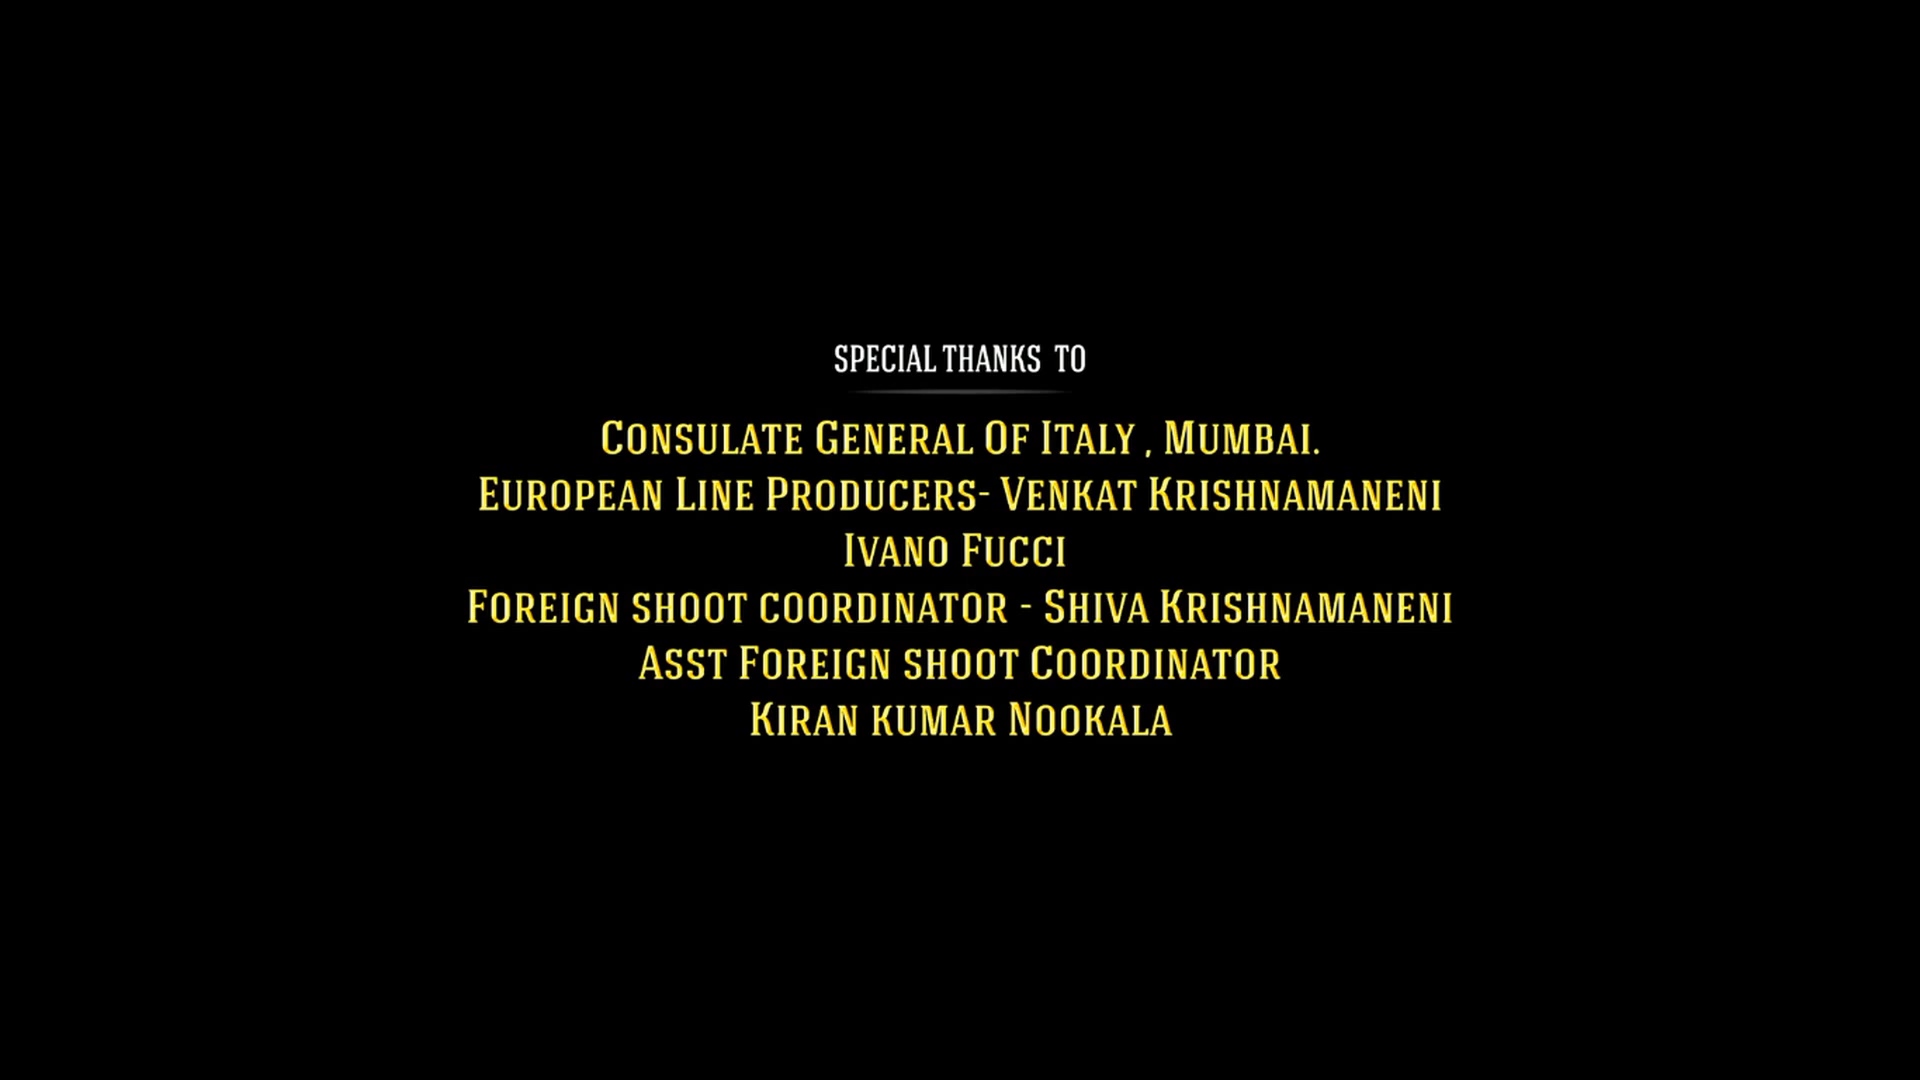 SPECIAL THANKS TO
CONSULATE GENERAL OF ITALY , MUMBAI.
EUROPEAN LINE PRODUCERS- VENKAT KRISHNAMANENI
IVANO FUCCI
FOREIGN SHOOT COORDINATOR - SHIVA KRISHNAMANENI
ASST FOREIGN SHOOT COORDINATOR
KIRAN KUMAR NOOKALA